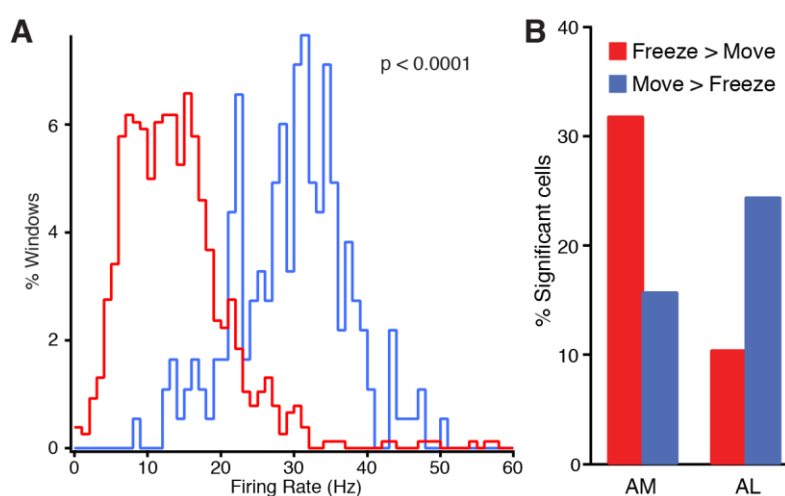 A
p < 0.0001
% Windows
6
4
2
0
0 10 20 30 40 50 60
Firing Rate (Hz)
B
Freeze > Move
Move > Freeze
% Significant cells
40
30
20
10
0
AM AL